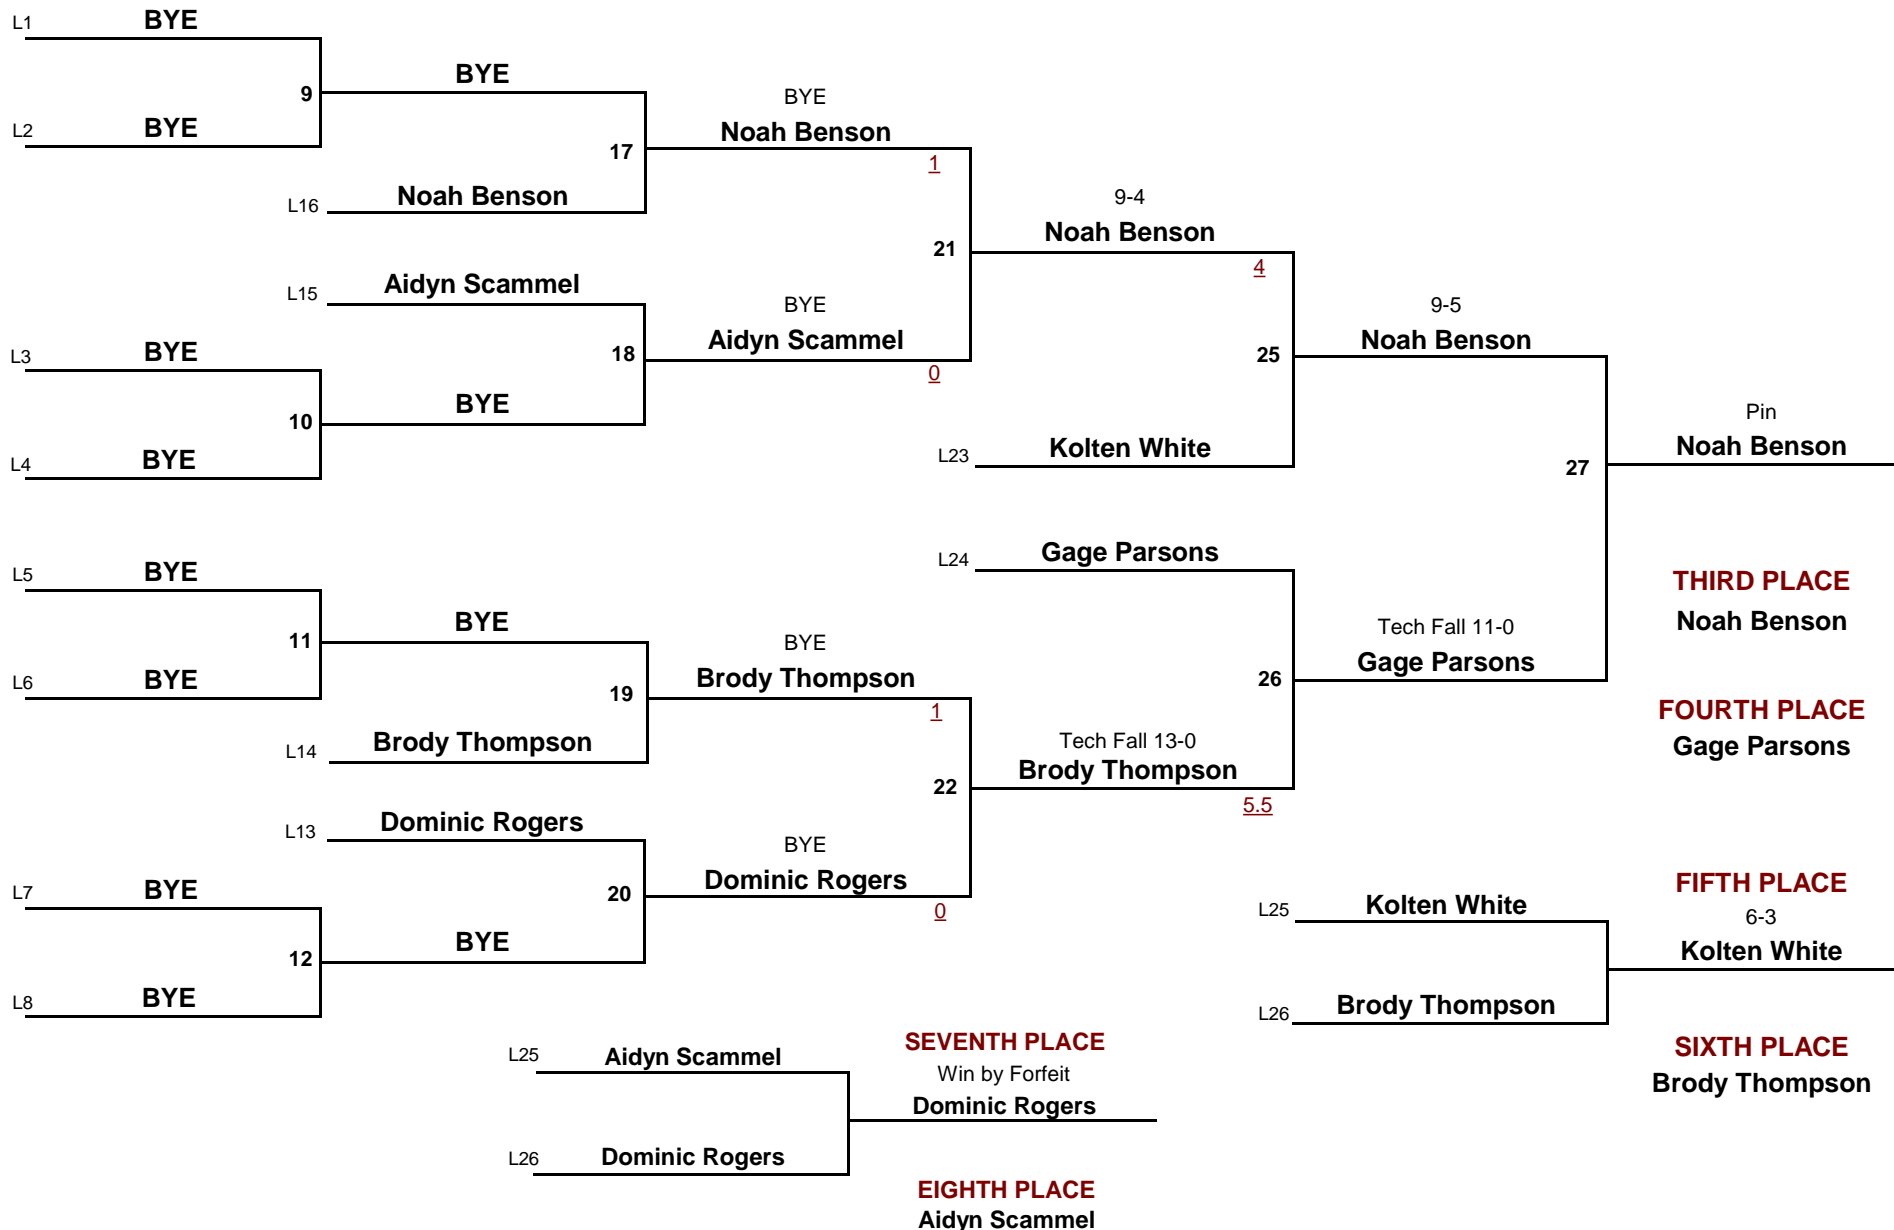 L1
BYE
9
BYE
L2
BYE
17
BYE
Noah Benson
1
L16
Noah Benson
21
9-4
Noah Benson
4
L15
Aidyn Scammel
18
BYE
Aidyn Scammel
0
L3
BYE
10
BYE
L4
BYE
25
9-5
Noah Benson
L23
Kolten White
27
Pin
Noah Benson
L24
Gage Parsons
THIRD PLACE
Noah Benson
L5
BYE
11
BYE
L6
BYE
19
BYE
Brody Thompson
1
L14
Brody Thompson
26
Tech Fall 11-0
Gage Parsons
FOURTH PLACE
Gage Parsons
22
Tech Fall 13-0
Brody Thompson
5.5
L13
Dominic Rogers
20
BYE
Dominic Rogers
0
L7
BYE
12
BYE
L8
BYE
L25
Kolten White
FIFTH PLACE
6-3
Kolten White
L26
Brody Thompson
SIXTH PLACE
Brody Thompson
L25
Aidyn Scammel
SEVENTH PLACE
Win by Forfeit
Dominic Rogers
L26
Dominic Rogers
EIGHTH PLACE
Aidyn Scammel